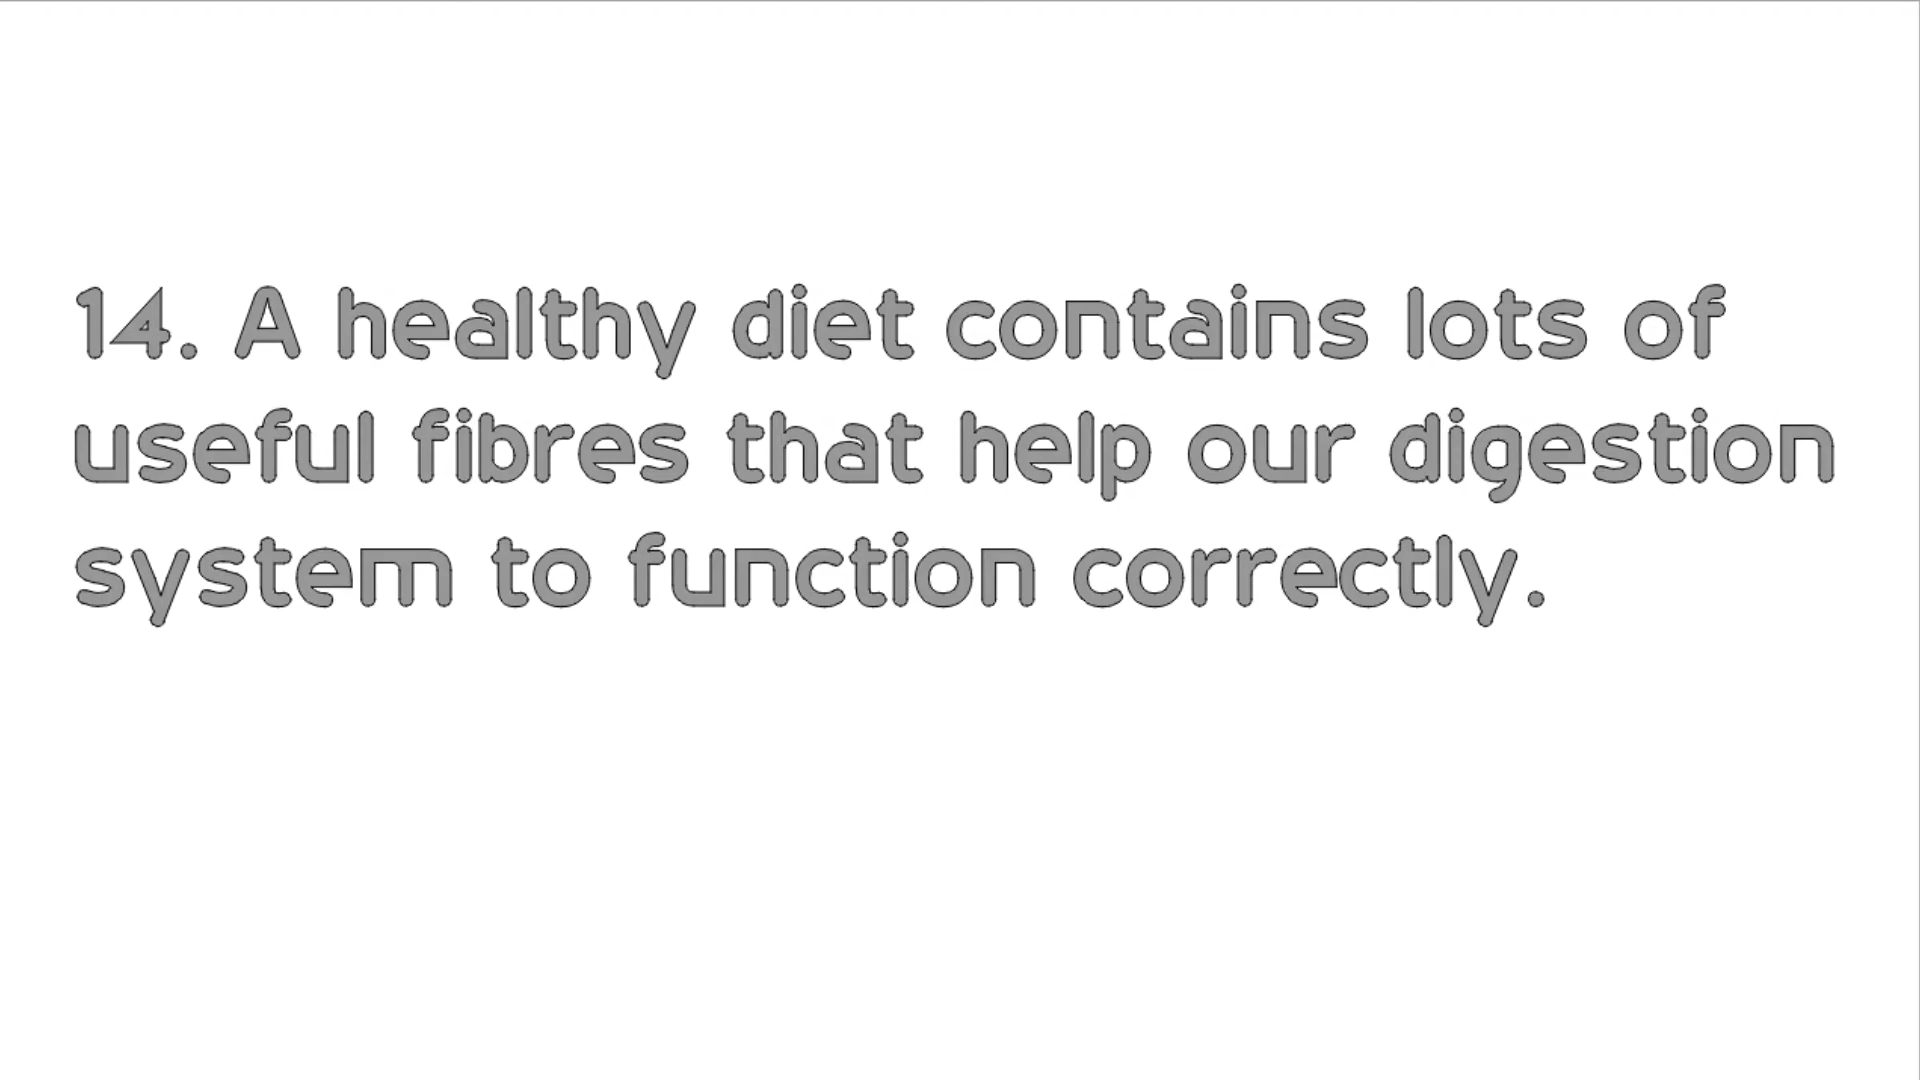 14. A healthy diet contains lots of
useful fibres that help our digestion
system to function correctly.